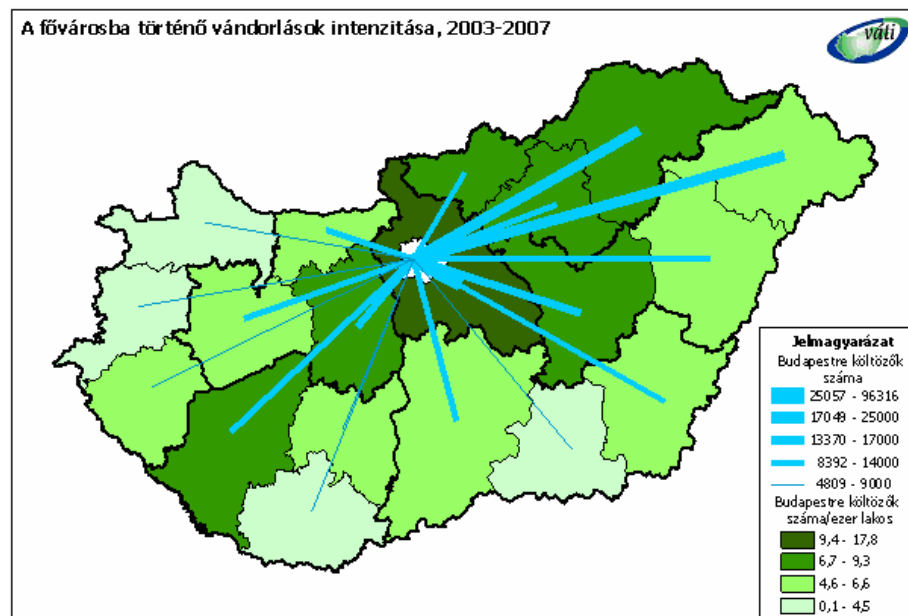 A fővárosba történő vándorlások intenzitása, 2003-2007
váti
Jelmagyarázat
Budapestre költözők
száma
25057 - 96316
17049 - 25000
13370 - 17000
8392 - 14000
4809 - 9000
Budapestre költözők
száma/ezer lakos
9,4 - 17,8
6,7 - 9,3
4,6 - 6,6
0,1 - 4,5